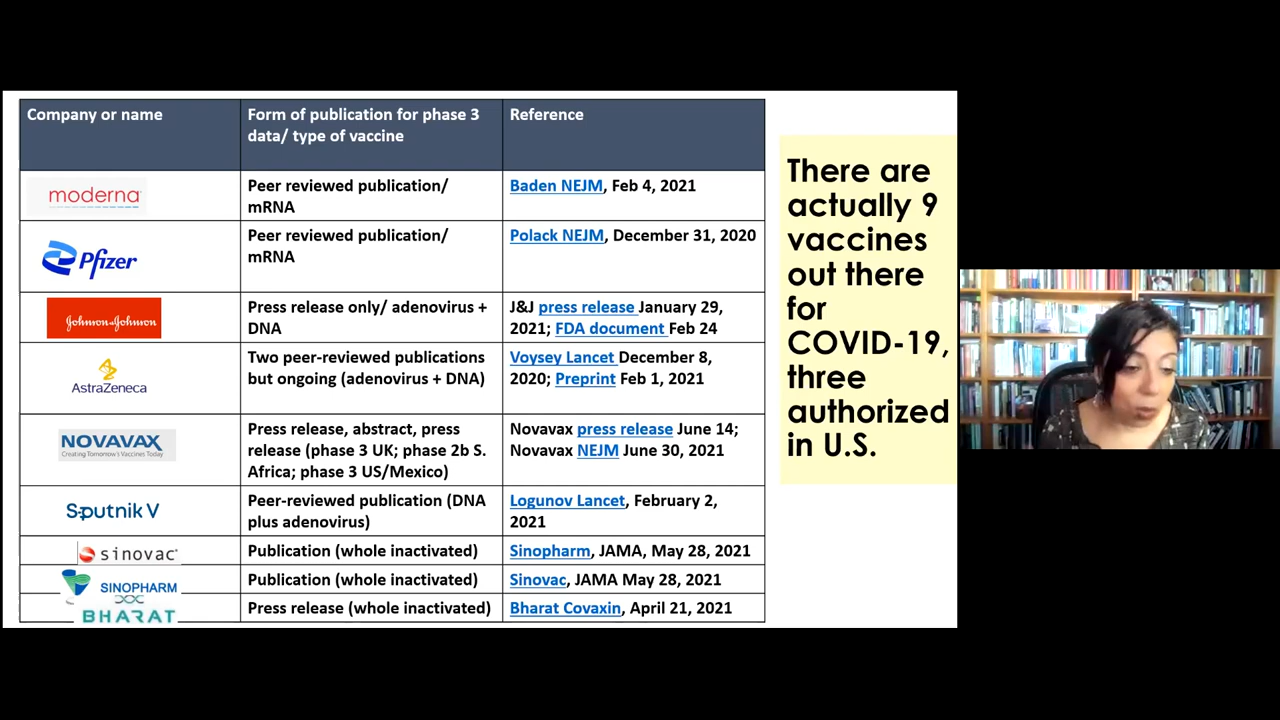 Company or name
Form of publication for phase 3
data/ type of vaccine
Reference
moderna
Peer reviewed publication/
mRNA
Baden NEJM, Feb 4, 2021
Pfizer
Peer reviewed publication/
mRNA
Polack NEJM, December 31, 2020
Johnson & Johnson
Press release only/ adenovirus +
DNA
J&J press release January 29,
2021; FDA document Feb 24
AstraZeneca
Two peer-reviewed publications
but ongoing (adenovirus + DNA)
Voysey Lancet December 8,
2020; Preprint Feb 1, 2021
NOVAVAX
Creating Tomorrow's Vaccines Today
Press release, abstract, press
release (phase 3 UK; phase 2b S.
Africa; phase 3 US/Mexico)
Novavax press release June 14;
Novavax NEJM June 30, 2021
Sputnik V
Peer-reviewed publication (DNA
plus adenovirus)
Logunov Lancet, February 2,
2021
sinovac
Publication (whole inactivated)
Sinopharm, JAMA, May 28, 2021
SINOPHARM
Publication (whole inactivated)
Sinovac, JAMA May 28, 2021
BHARAT
Press release (whole inactivated)
Bharat Covaxin, April 21, 2021
There are
actually 9
vaccines
out there
for
COVID-19,
three
authorized
in U.S.